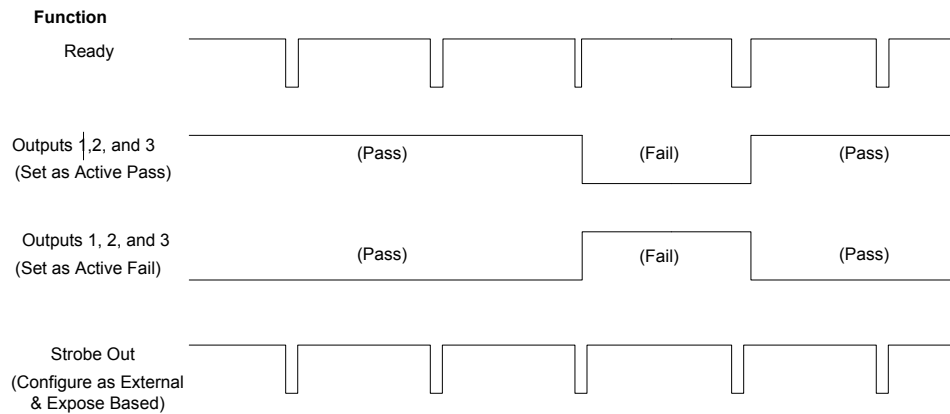 Function
Ready
Outputs 1,2, and 3
(Set as Active Pass)
(Pass)
(Fail)
(Pass)
Outputs 1, 2, and 3
(Set as Active Fail)
(Pass)
(Fail)
(Pass)
Strobe Out
(Configure as External
& Expose Based)